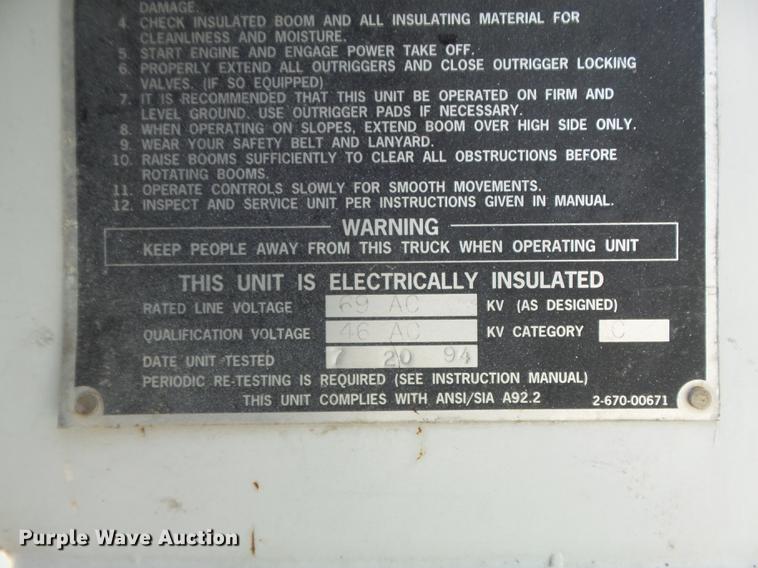 DAMAGE.
4. CHECK INSULATED BOOM AND ALL INSULATING MATERIAL FOR
CLEANLINESS AND MOISTURE.
5. START ENGINE AND ENGAGE POWER TAKE OFF.
6. PROPERLY EXTEND ALL OUTRIGGERS AND CLOSE OUTRIGGER LOCKING
VALVES. (IF SO EQUIPPED)
7. IT IS RECOMMENDED THAT THIS UNIT BE OPERATED ON FIRM AND
LEVEL GROUND. USE OUTRIGGER PADS IF NECESSARY.
8. WHEN OPERATING ON SLOPES, EXTEND BOOM OVER HIGH SIDE ONLY.
9. WEAR YOUR SAFETY BELT AND LANYARD.
10. RAISE BOOMS SUFFICIENTLY TO CLEAR ALL OBSTRUCTIONS BEFORE
ROTATING BOOMS.
11. OPERATE CONTROLS SLOWLY FOR SMOOTH MOVEMENTS.
12. INSPECT AND SERVICE UNIT PER INSTRUCTIONS GIVEN IN MANUAL.
WARNING
KEEP PEOPLE AWAY FROM THIS TRUCK WHEN OPERATING UNIT
THIS UNIT IS ELECTRICALLY INSULATED
RATED LINE VOLTAGE 69 AC KV (AS DESIGNED)
QUALIFICATION VOLTAGE 46 AC KV CATEGORY C
DATE UNIT TESTED 7 20 94
PERIODIC RE-TESTING IS REQUIRED (SEE INSTRUCTION MANUAL)
THIS UNIT COMPLIES WITH ANSI/SIA A92.2 2-670-00671
Purple Wave Auction